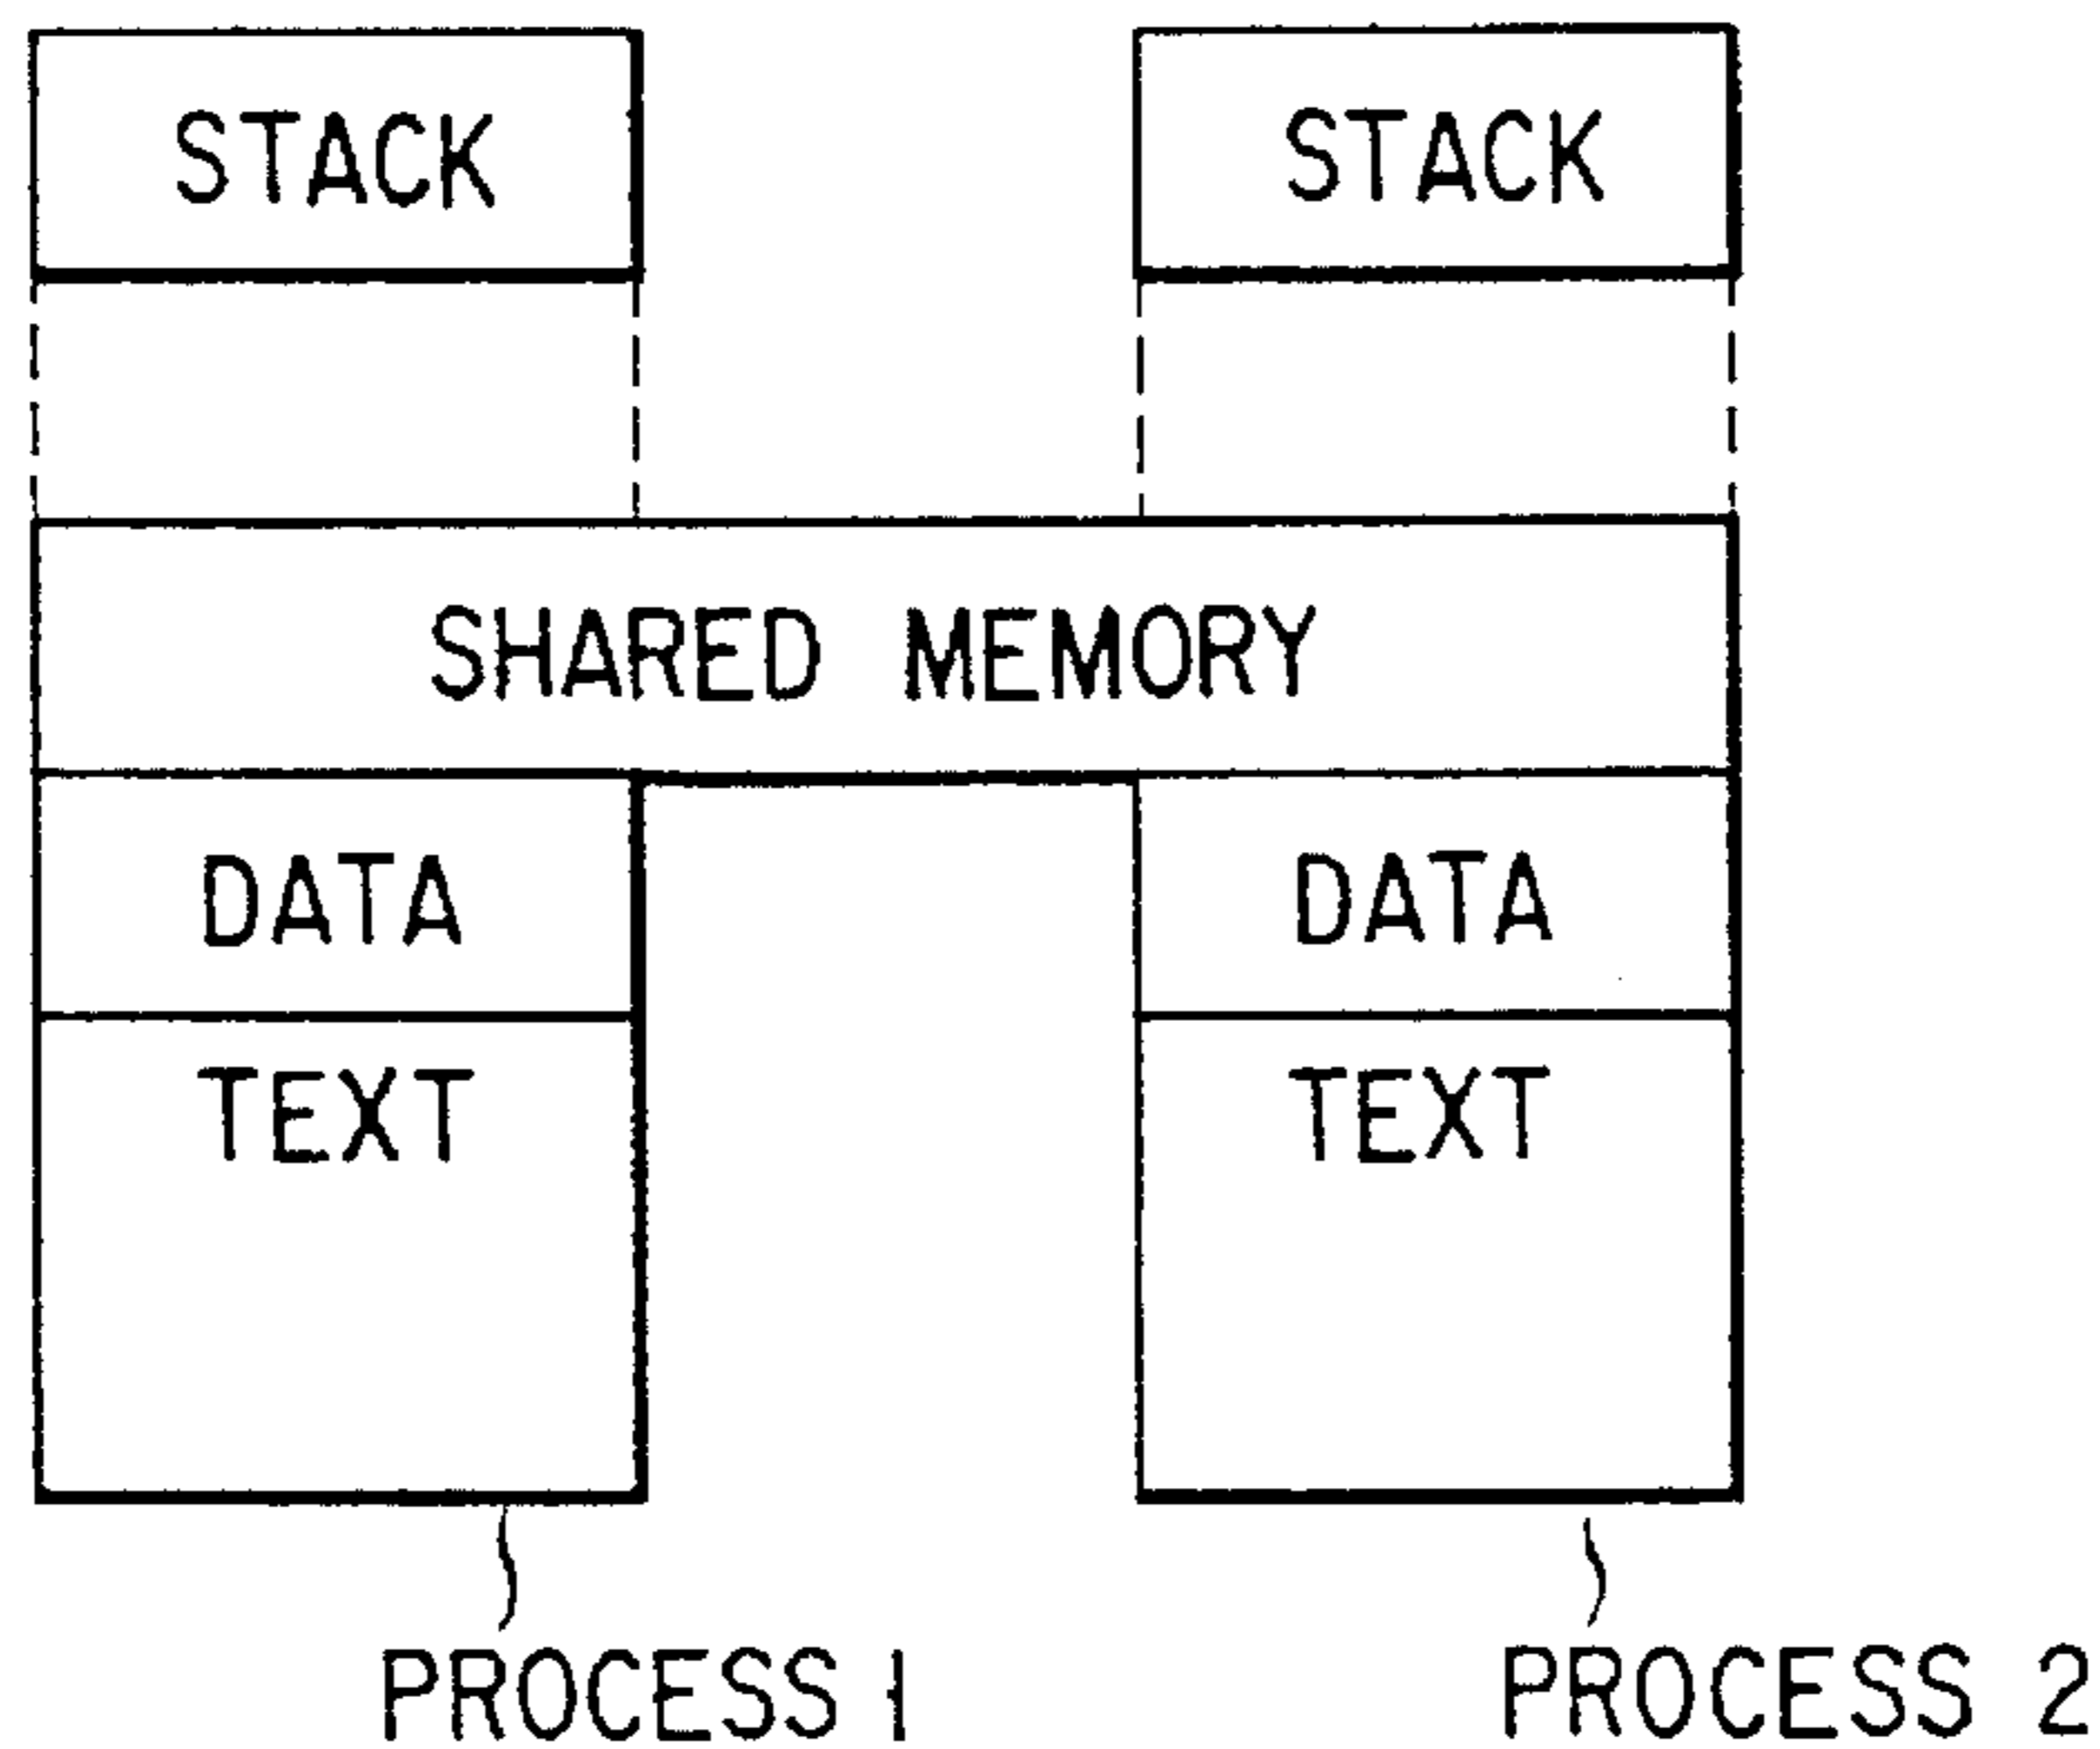 STACK
STACK
SHARED MEMORY
DATA
DATA
TEXT
TEXT
PROCESS 1
PROCESS 2